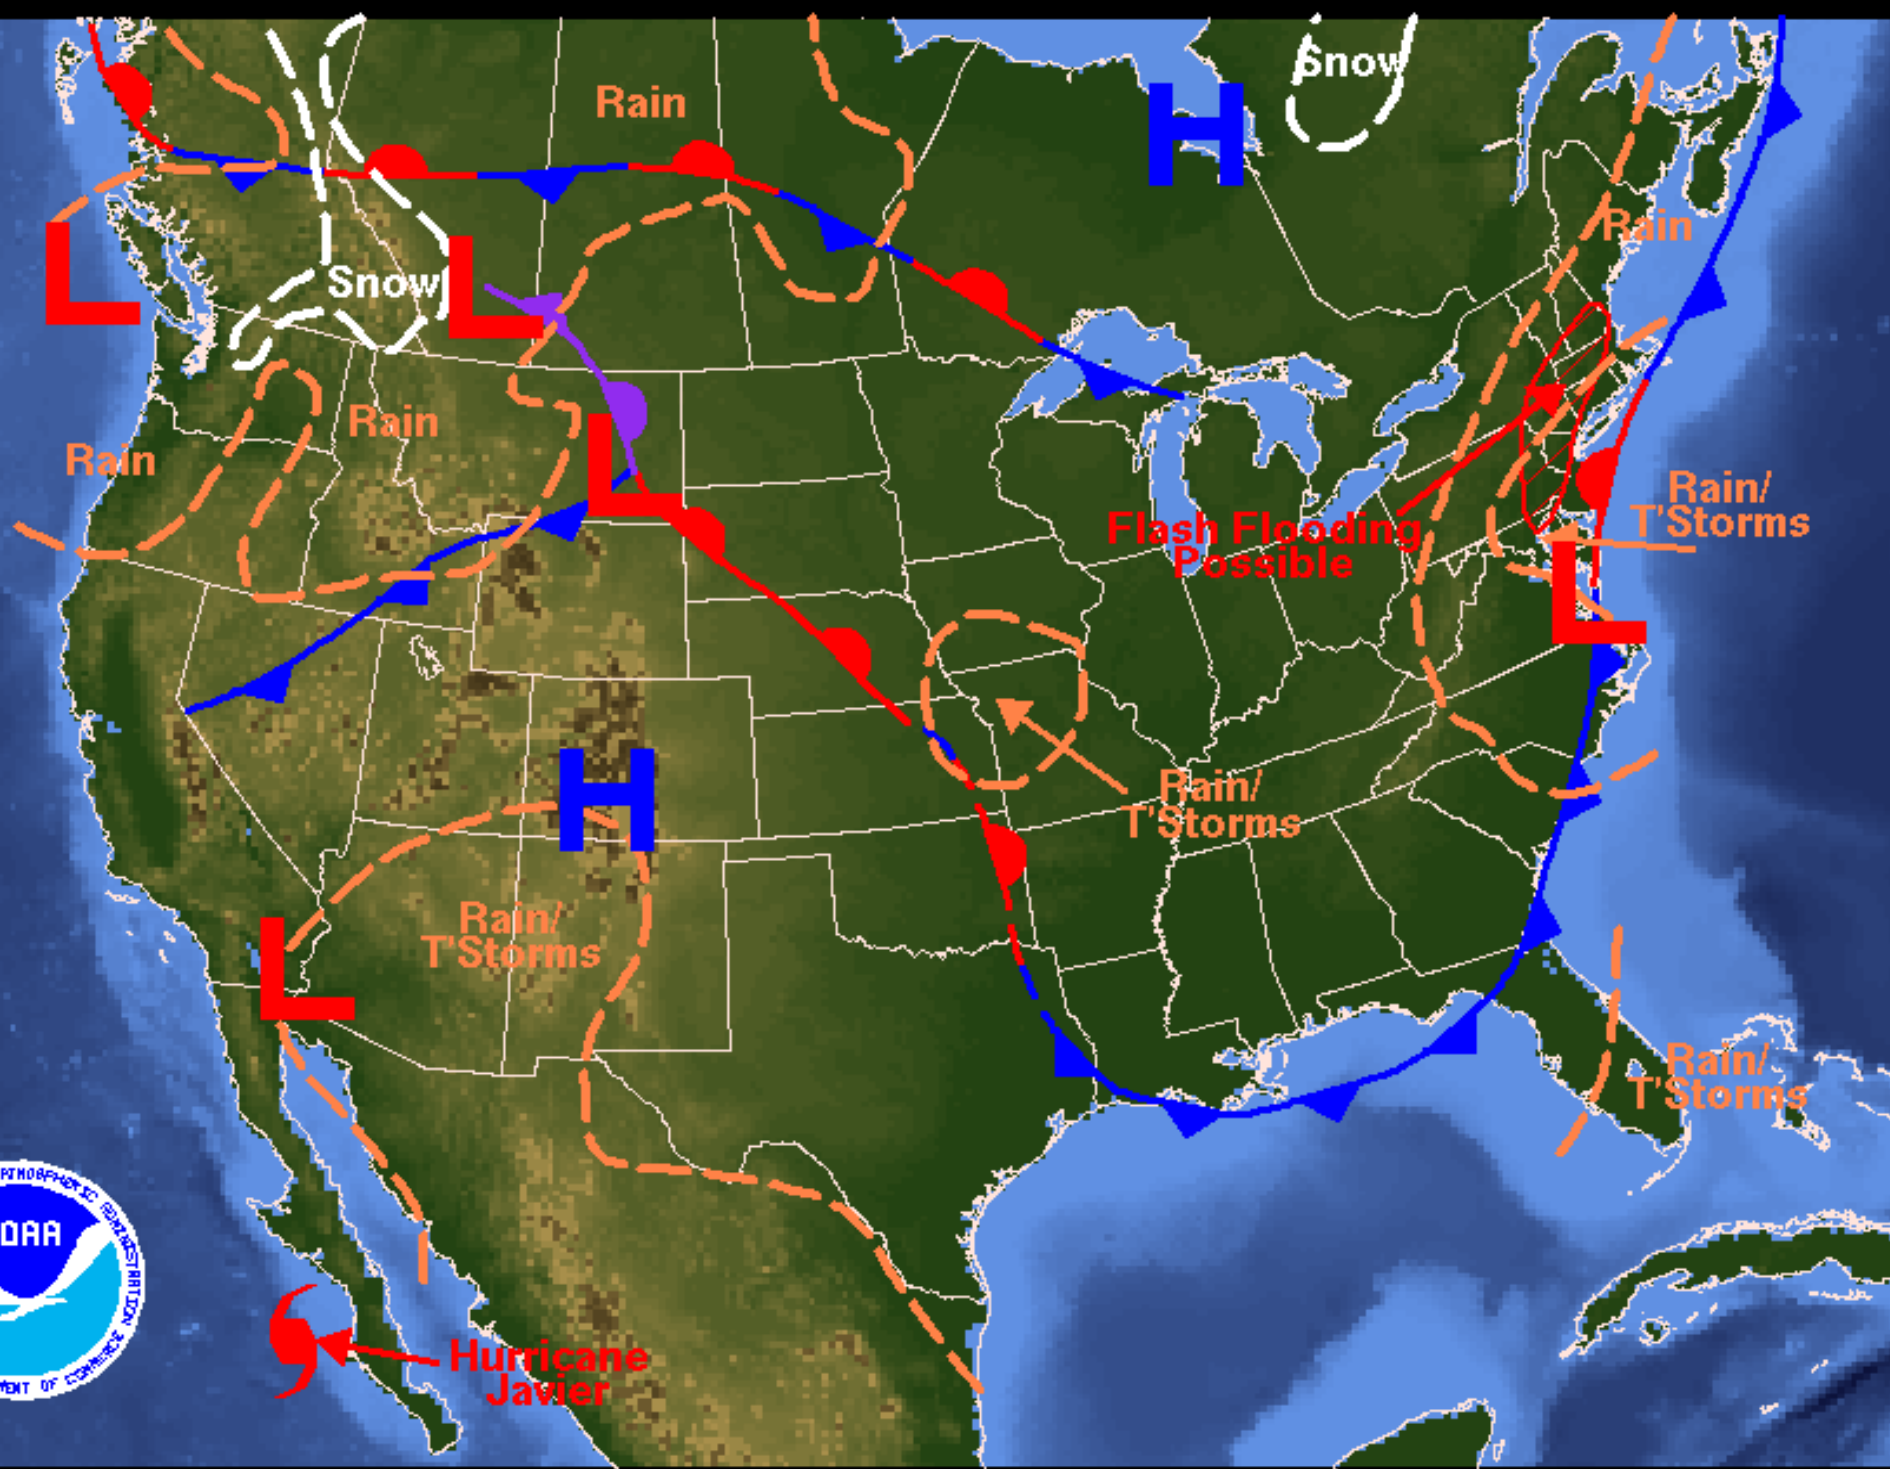 Snow
Rain
H
Rain
L
L
Snow
Rain
Rain
L
Rain/
T'Storms
Flash Flooding
Possible
L
Rain/
T'Storms
H
Rain/
T'Storms
L
Rain/
T'Storms
Hurricane
Javier